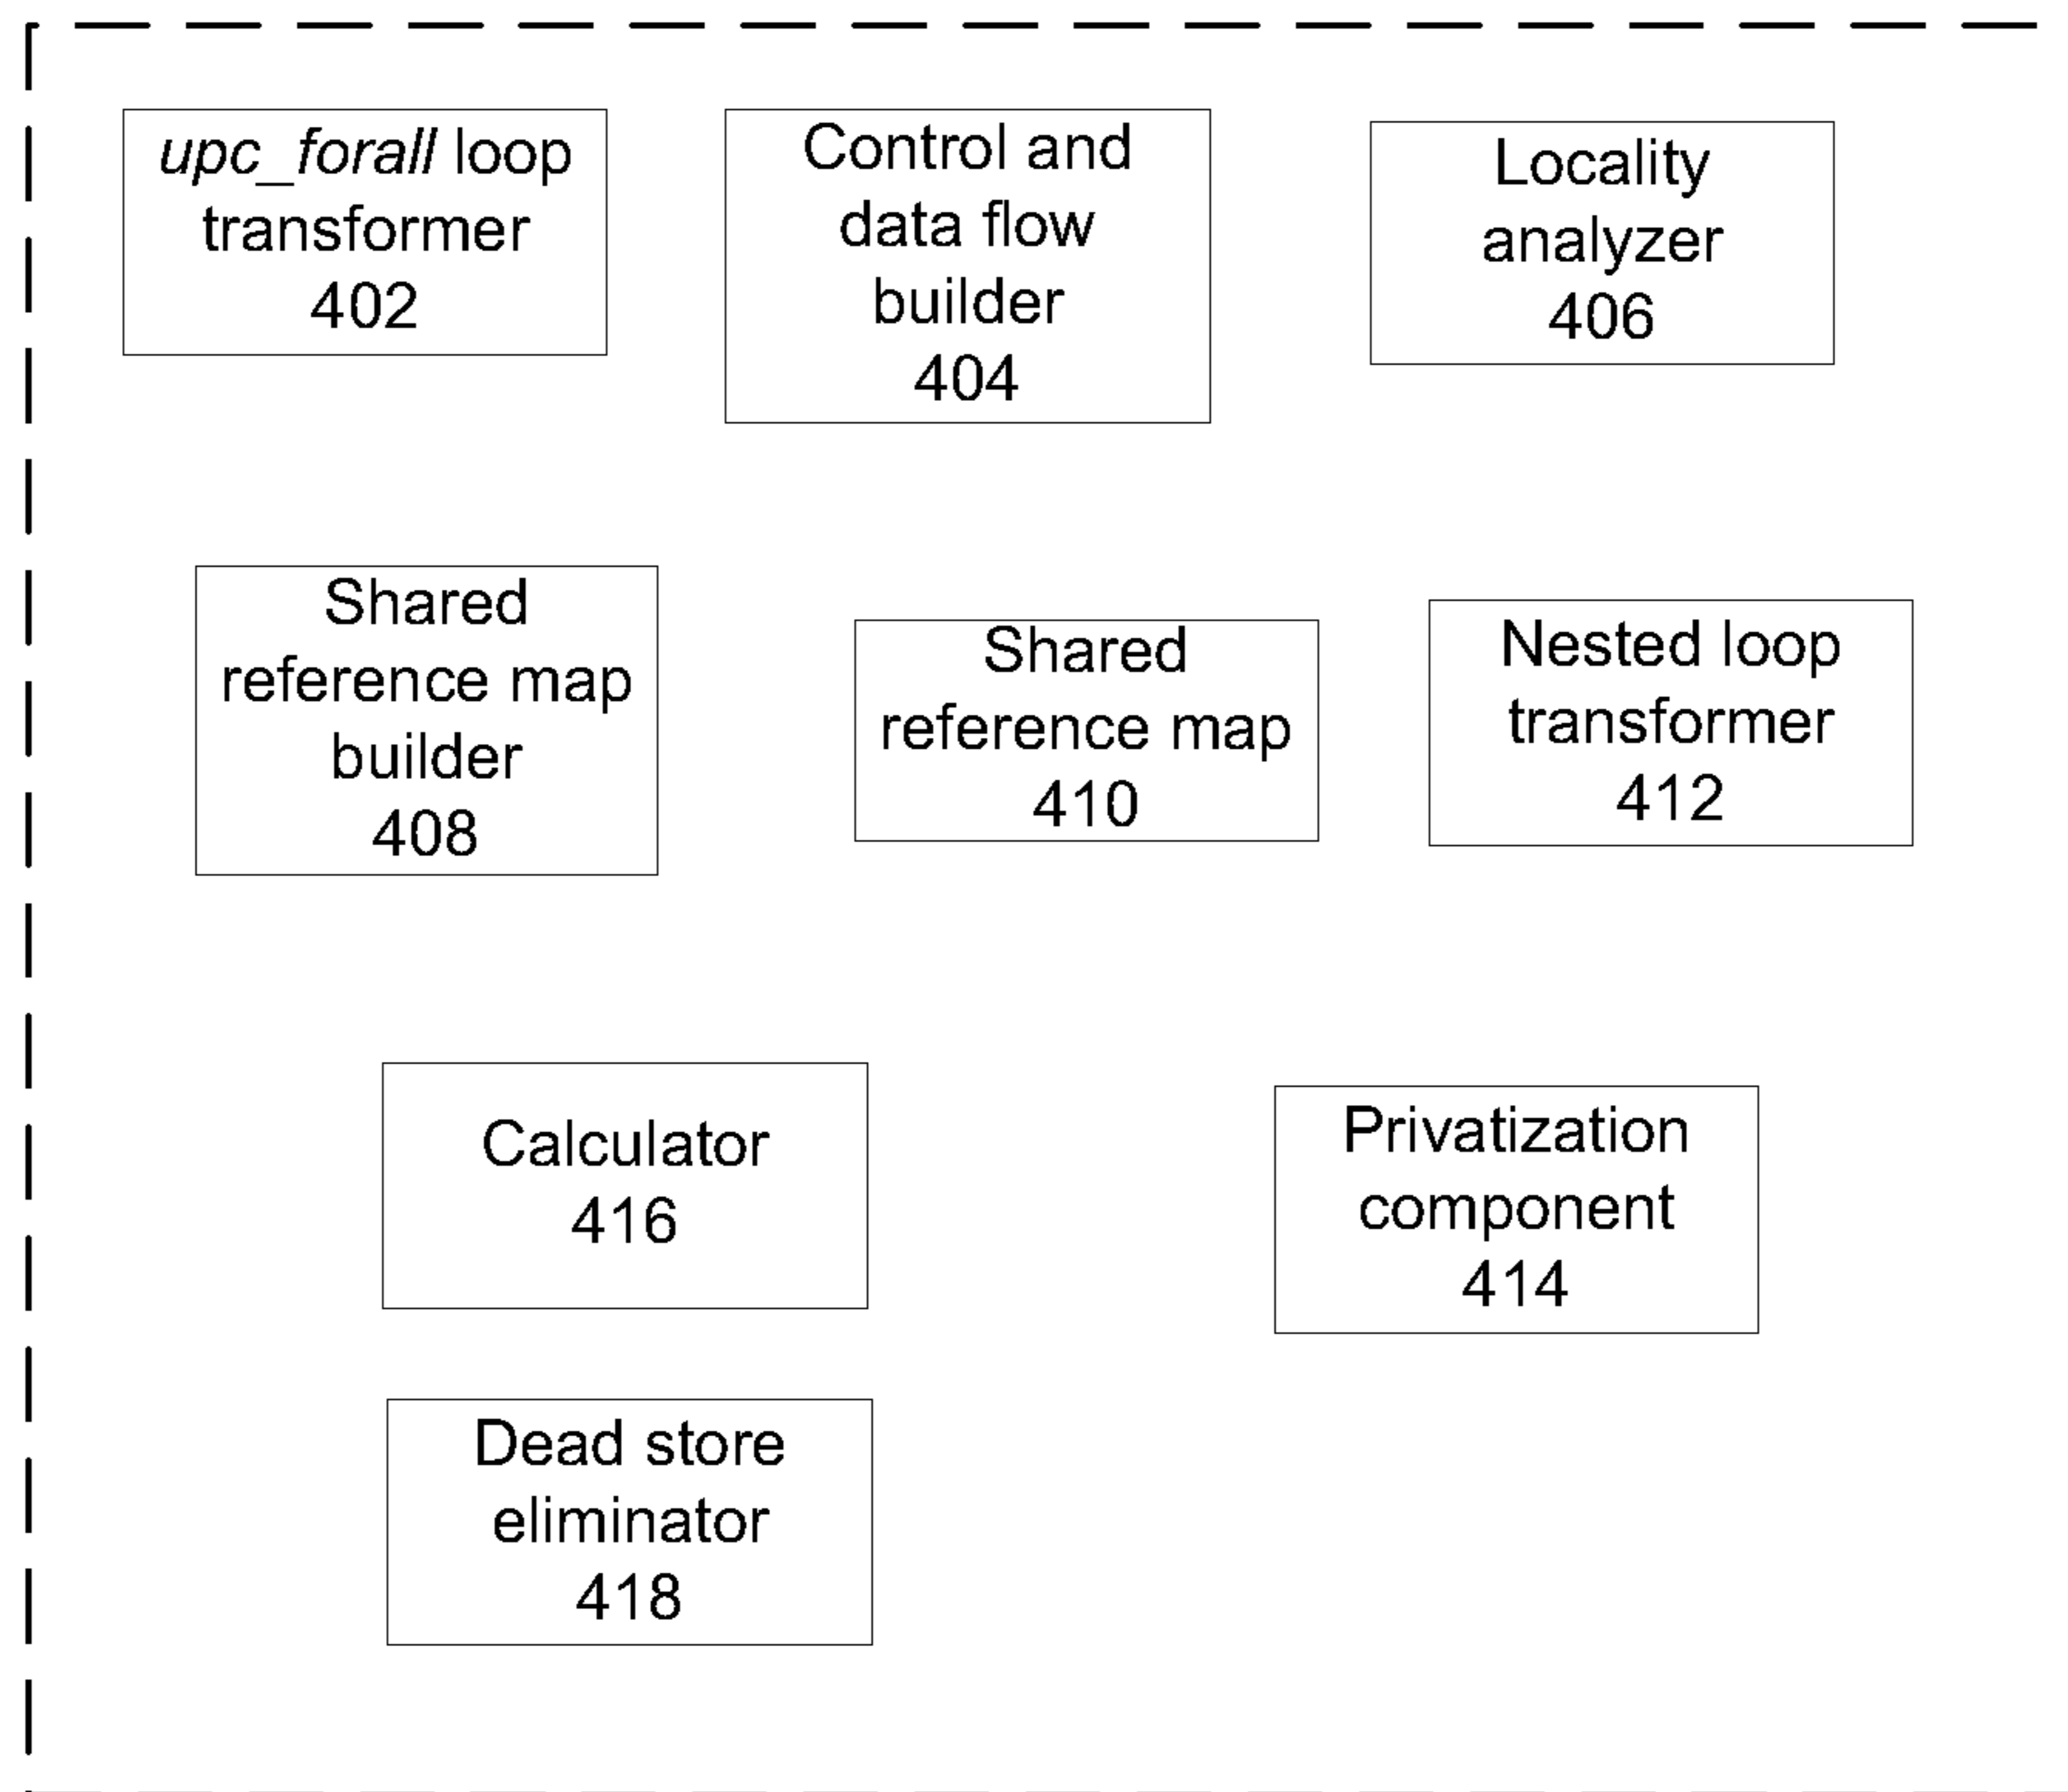 upc_forall loop
transformer
402
Control and
data flow
builder
404
Locality
analyzer
406
Shared
reference map
builder
408
Shared
reference map
410
Nested loop
transformer
412
Calculator
416
Privatization
component
414
Dead store
eliminator
418